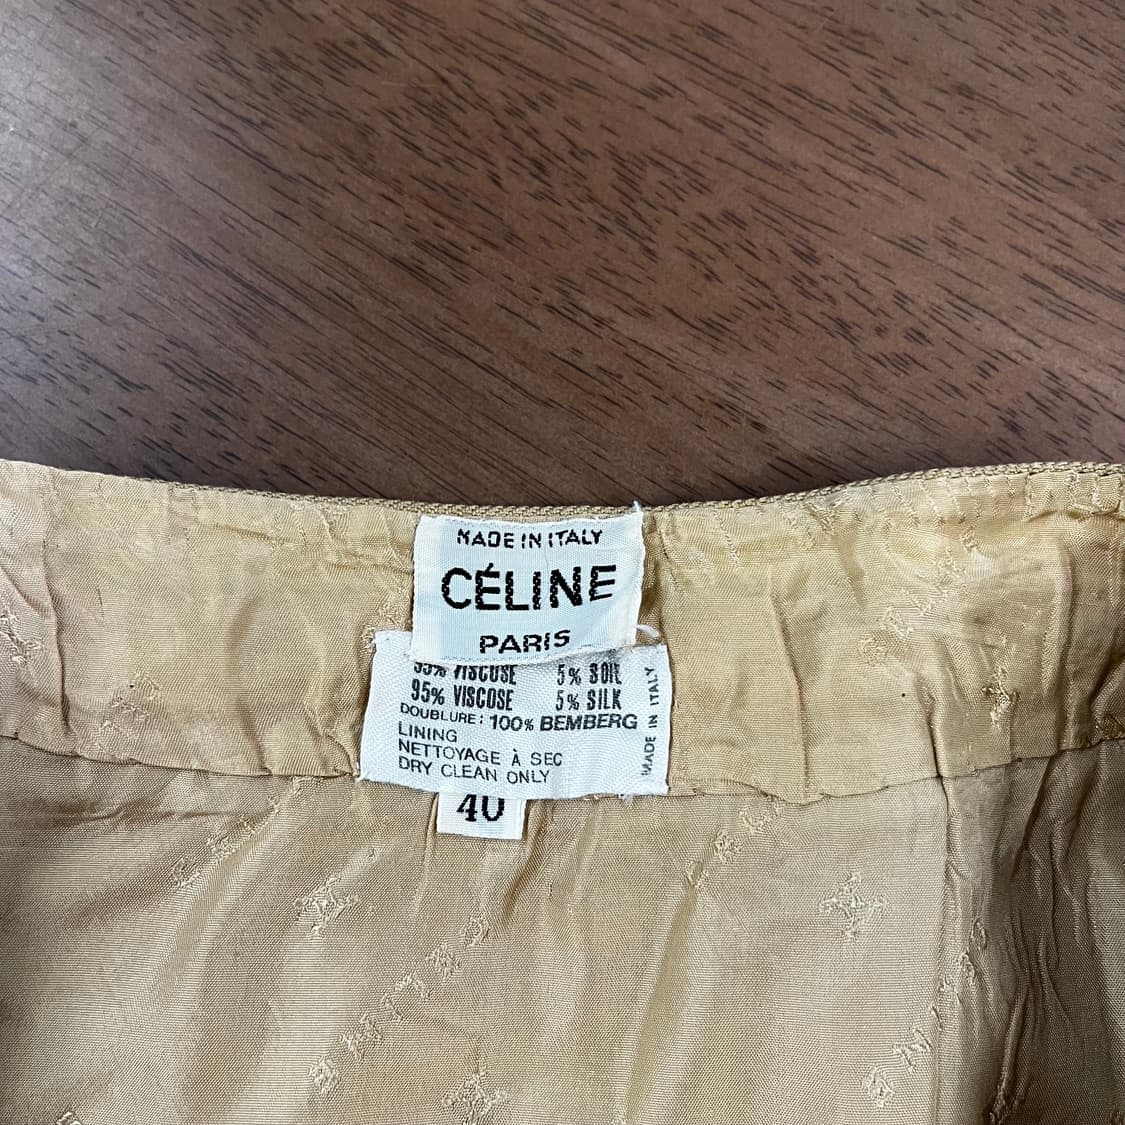 MADE IN ITALY
CÉLINE
PARIS
95% VISCOSE 5% SOIE
95% VISCOSE 5% SILK
DOUBLURE: 100% BEMBERG
LINING
NETTOYAGE À SEC
DRY CLEAN ONLY
MADE IN ITALY
40